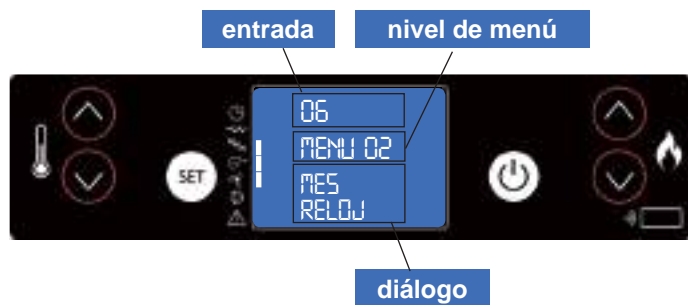 entrada
nivel de menú
06
MENU 02
MES
RELOJ
SET
diálogo